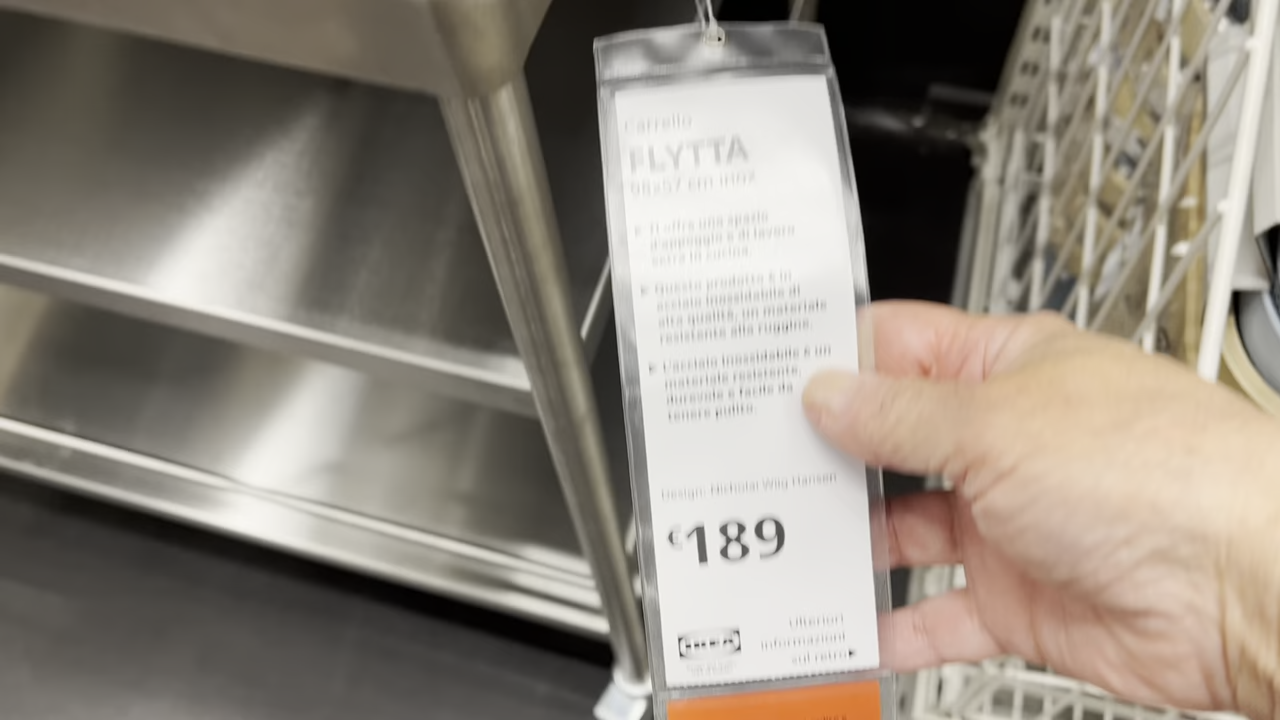 Carrello
FLYTTA
98x57 cm inox
Ti offre uno spazio
d'appoggio e di lavoro
extra in cucina.
Questo prodotto è in
acciaio inossidabile di
alta qualità, un materiale
resistente alla ruggine.
L'acciaio inossidabile è un
materiale resistente,
durevole e facile da
tenere pulito.
Design: Nicholai Wiig Hansen
€189
IKEA
Ulteriori
informazioni
sul retro